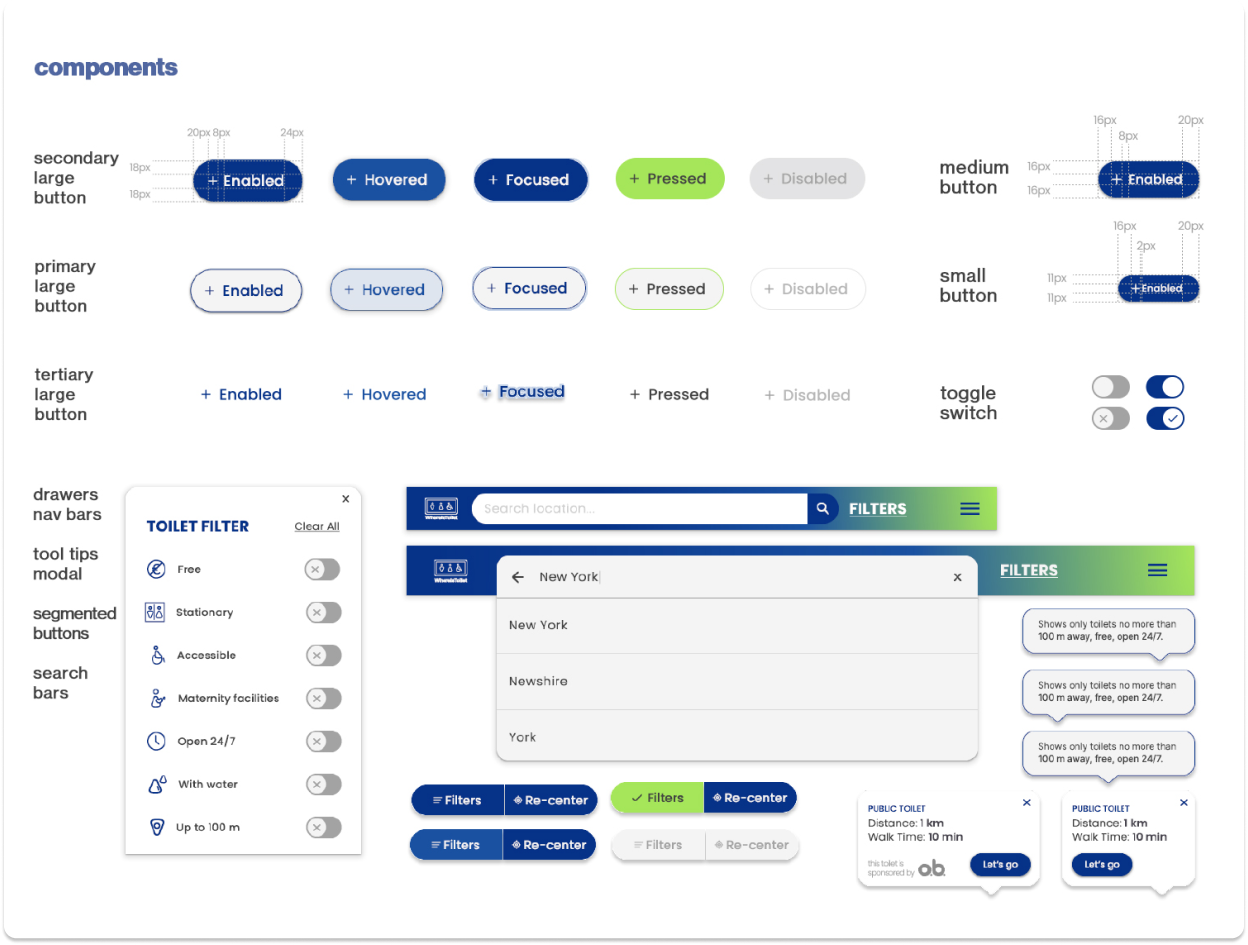 components
secondary
large
button
20px 8px 24px
18px
18px
+ Enabled
+ Hovered
+ Focused
+ Pressed
+ Disabled
medium
button
16px
8px
20px
16px
16px
+ Enabled
primary
large
button
+ Enabled
+ Hovered
+ Focused
+ Pressed
+ Disabled
small
button
16px
20px
2px
11px
11px
+Enabled
tertiary
large
button
+ Enabled
+ Hovered
+ Focused
+ Pressed
+ Disabled
toggle
switch
drawers
nav bars
tool tips
modal
segmented
buttons
search
bars
x
TOILET FILTER
Clear All
Free
Stationary
Accessible
Maternity facilities
Open 24/7
With water
Up to 100 m
WhereIsToilet
Search location...
FILTERS
WhereIsToilet
New York
x
FILTERS
New York
Newshire
York
Shows only toilets no more than
100 m away, free, open 24/7.
Shows only toilets no more than
100 m away, free, open 24/7.
Shows only toilets no more than
100 m away, free, open 24/7.
Filters
Re-center
Filters
Re-center
Filters
Re-center
Filters
Re-center
PUBLIC TOILET
Distance: 1 km
Walk Time: 10 min
this toilet is
sponsored by o.b.
Let's go
PUBLIC TOILET
Distance: 1 km
Walk Time: 10 min
Let's go